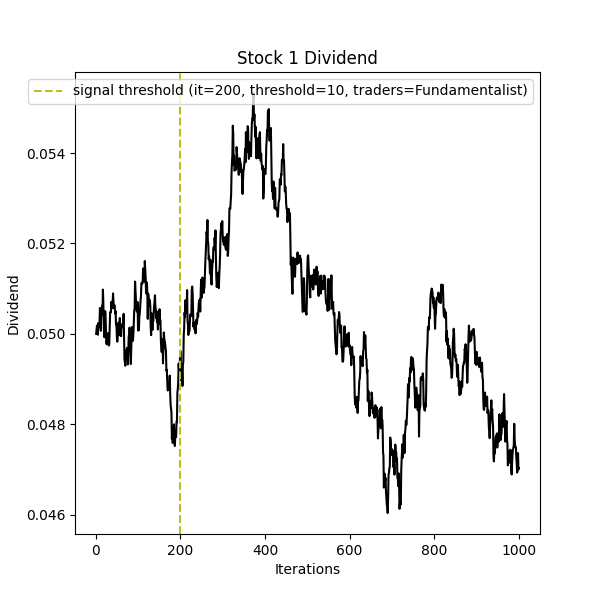 Stock 1 Dividend
signal threshold (it=200, threshold=10, traders=Fundamentalist)
0.054
0.052
0.050
0.048
0.046
Dividend
0
200
400
600
800
1000
Iterations